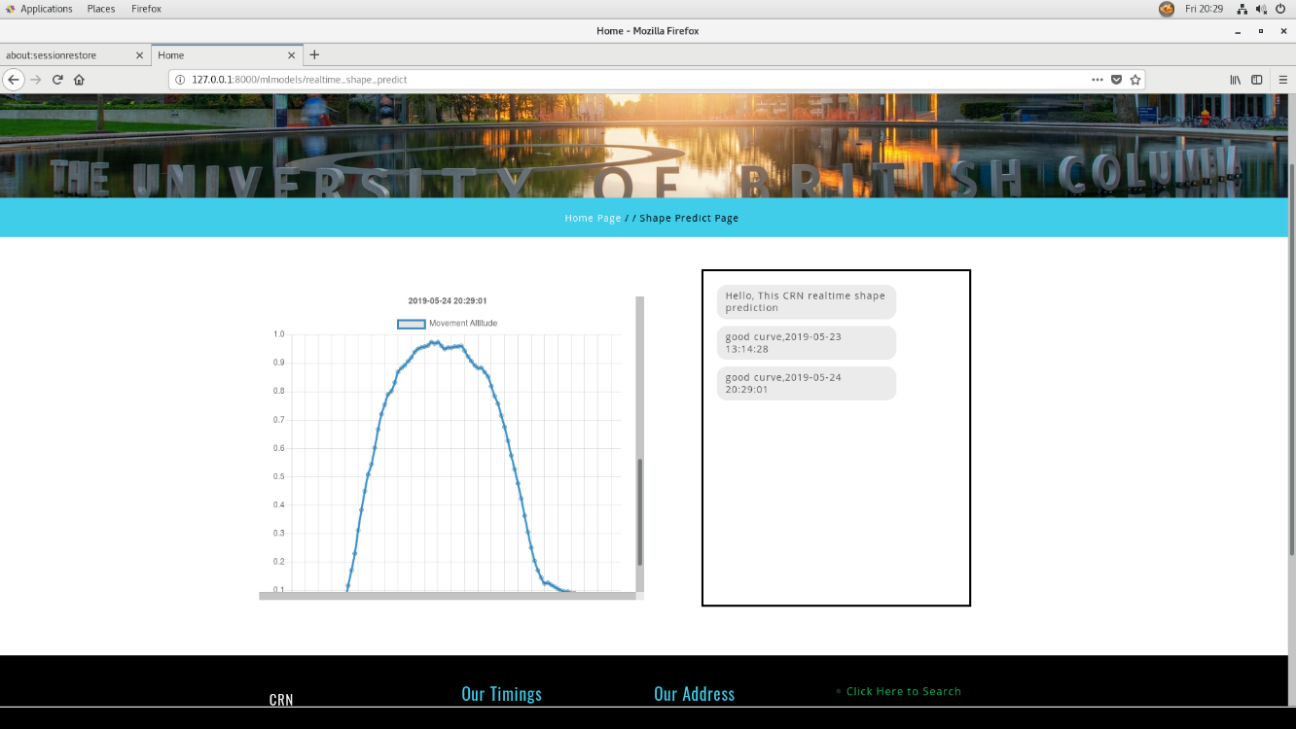 Applications Places Firefox Fri 20:29
Home - Mozilla Firefox
about:sessionrestore Home
127.0.0.1:8000/mlmodels/realtime_shape_predict
THE UNIVERSITY OF BRITISH COLUMBIA
Home Page / / Shape Predict Page
2019-05-24 20:29:01
Movement Altitude
1.0
0.9
0.8
0.7
0.6
0.5
0.4
0.3
0.2
0.1
Hello, This CRN realtime shape
prediction
good curve,2019-05-23
13:14:28
good curve,2019-05-24
20:29:01
CRN Our Timings Our Address Click Here to Search